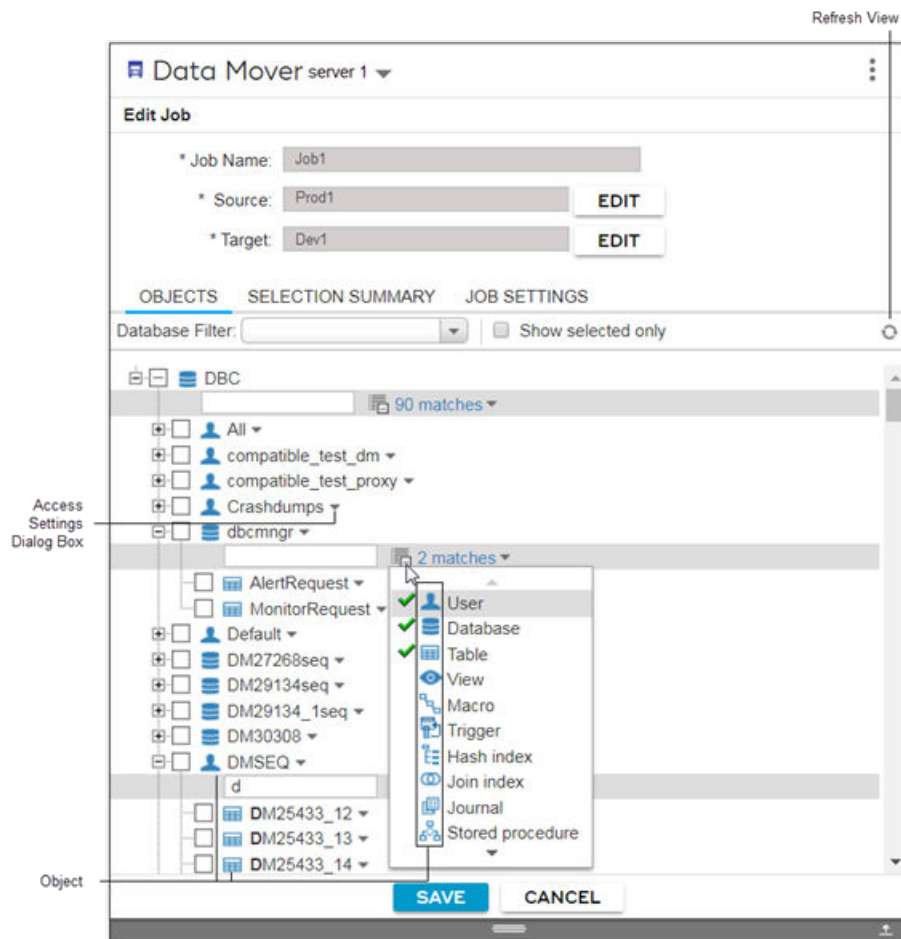 Refresh View
Data Mover server 1
Edit Job
* Job Name: Job1
* Source: Prod1 EDIT
* Target: Dev1 EDIT
OBJECTS SELECTION SUMMARY JOB SETTINGS
Database Filter: Show selected only
DBC
90 matches
All
compatible_test_dm
compatible_test_proxy
Access
Settings
Dialog Box
Crashdumps
dbcmngr
2 matches
AlertRequest
MonitorRequest
Default
DM27268seq
DM29134seq
DM29134_1seq
DM30308
DMSEQ
d
DM25433_12
DM25433_13
DM25433_14
User
Database
Table
View
Macro
Trigger
Hash index
Join index
Journal
Stored procedure
Object
SAVE CANCEL